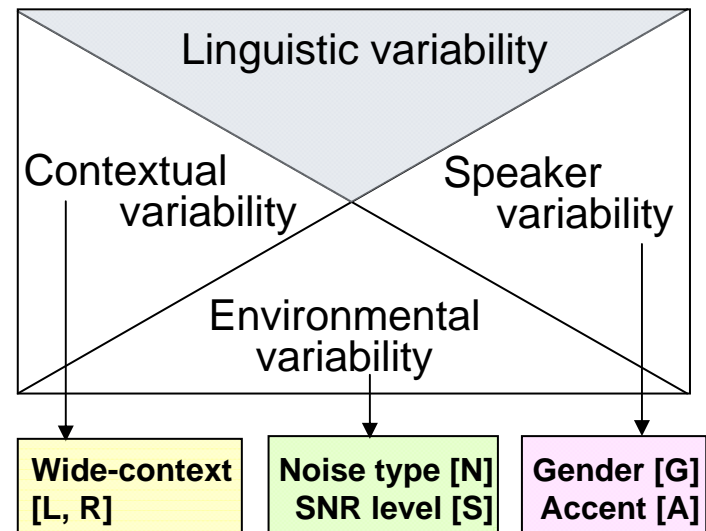 Linguistic variability
Contextual
variability
Speaker
variability
Environmental
variability
Wide-context
[L, R]
Noise type [N]
SNR level [S]
Gender [G]
Accent [A]